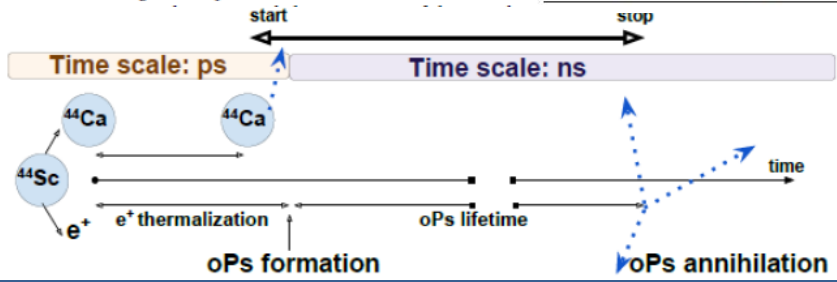 start stop
Time scale: ps Time scale: ns
⁴⁴Ca ⁴⁴Ca
⁴⁴Sc time
e⁺ e⁺ thermalization oPs lifetime
oPs formation oPs annihilation